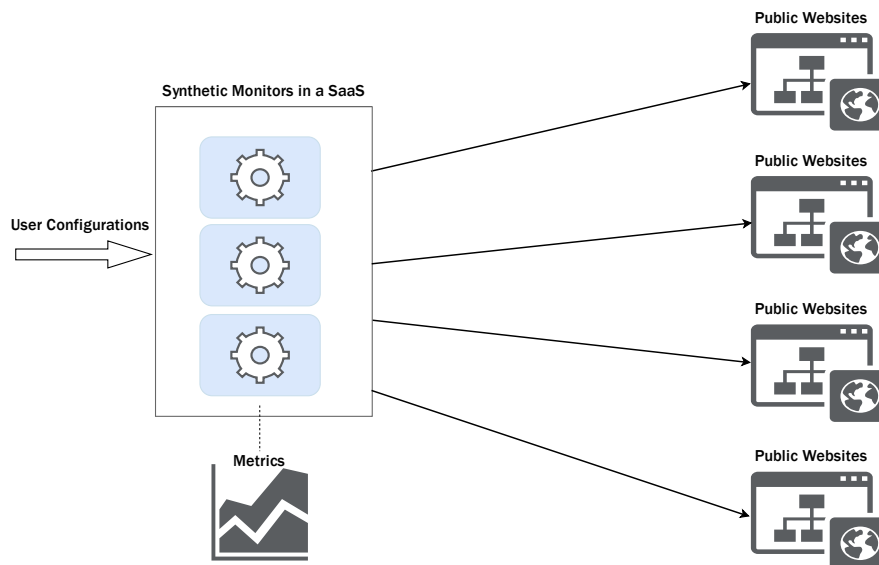 Public Websites
Synthetic Monitors in a SaaS
Public Websites
User Configurations
Public Websites
Metrics
Public Websites